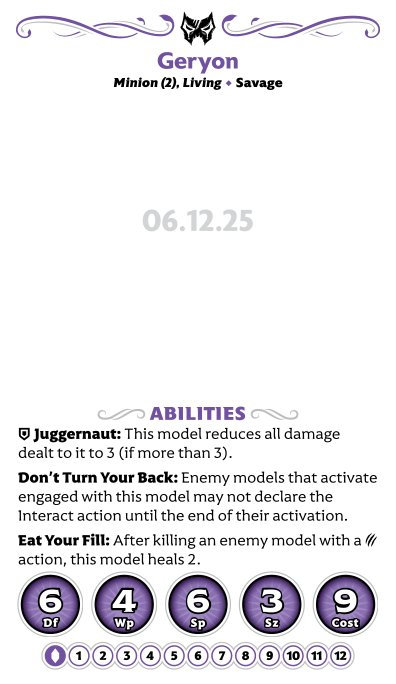 Geryon
Minion (2), Living • Savage
06.12.25
ABILITIES
Juggernaut: This model reduces all damage
dealt to it to 3 (if more than 3).
Don't Turn Your Back: Enemy models that activate
engaged with this model may not declare the
Interact action until the end of their activation.
Eat Your Fill: After killing an enemy model with a
action, this model heals 2.
6 4 6 3 9
Df Wp Sp Sz Cost
1 2 3 4 5 6 7 8 9 10 11 12